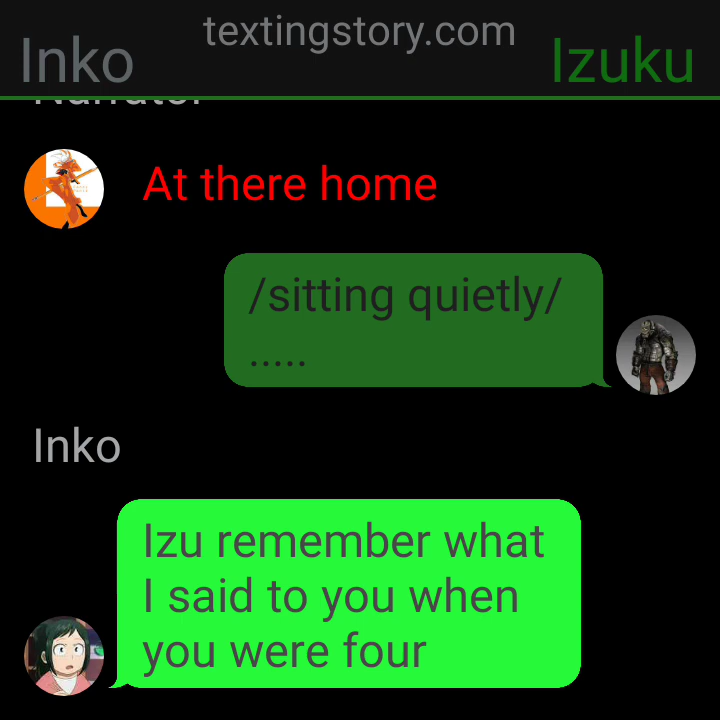 textingstory.com
Inko
Izuku
Narrator
At there home
/sitting quietly/
.....
Inko
Izu remember what
I said to you when
you were four